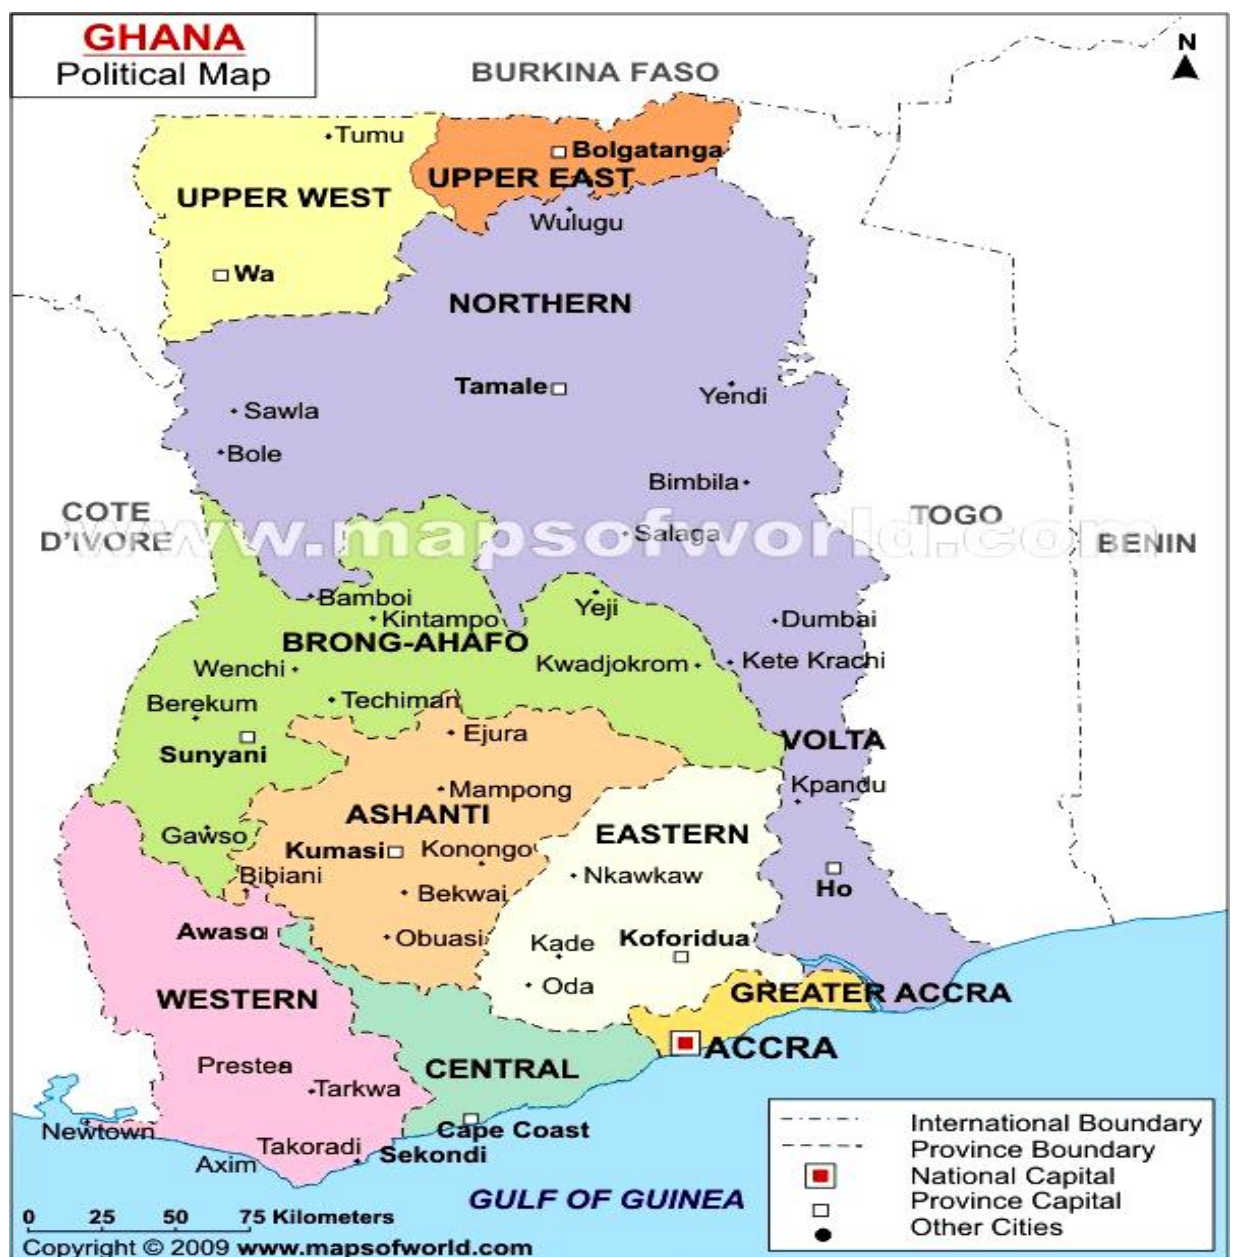 GHANA
Political Map
N
BURKINA FASO
Tumu
Bolgatanga
UPPER EAST
UPPER WEST
Wulugu
Wa
NORTHERN
Tamale
Yendi
Sawla
Bole
Bimbila
COTE
D'IVORE
www.mapsofworld.com
TOGO
Salaga
BENIN
Bamboi
Yeji
Kintampo
Dumbai
BRONG-AHAFO
Wenchi
Kwadjokrom
Kete Krachi
Techiman
Berekum
Ejura
VOLTA
Sunyani
Kpandu
Mampong
ASHANTI
EASTERN
Gawso
Kumasi
Konongo
Bibiani
Nkawkaw
Ho
Bekwai
Awaso
Obuasi
Kade
Koforidua
Oda
GREATER ACCRA
WESTERN
ACCRA
CENTRAL
Prestea
Tarkwa
Newtown
Cape Coast
Takoradi
Sekondi
Axim
GULF OF GUINEA
International Boundary
Province Boundary
National Capital
Province Capital
Other Cities
0 25 50 75 Kilometers
Copyright © 2009 www.mapsofworld.com